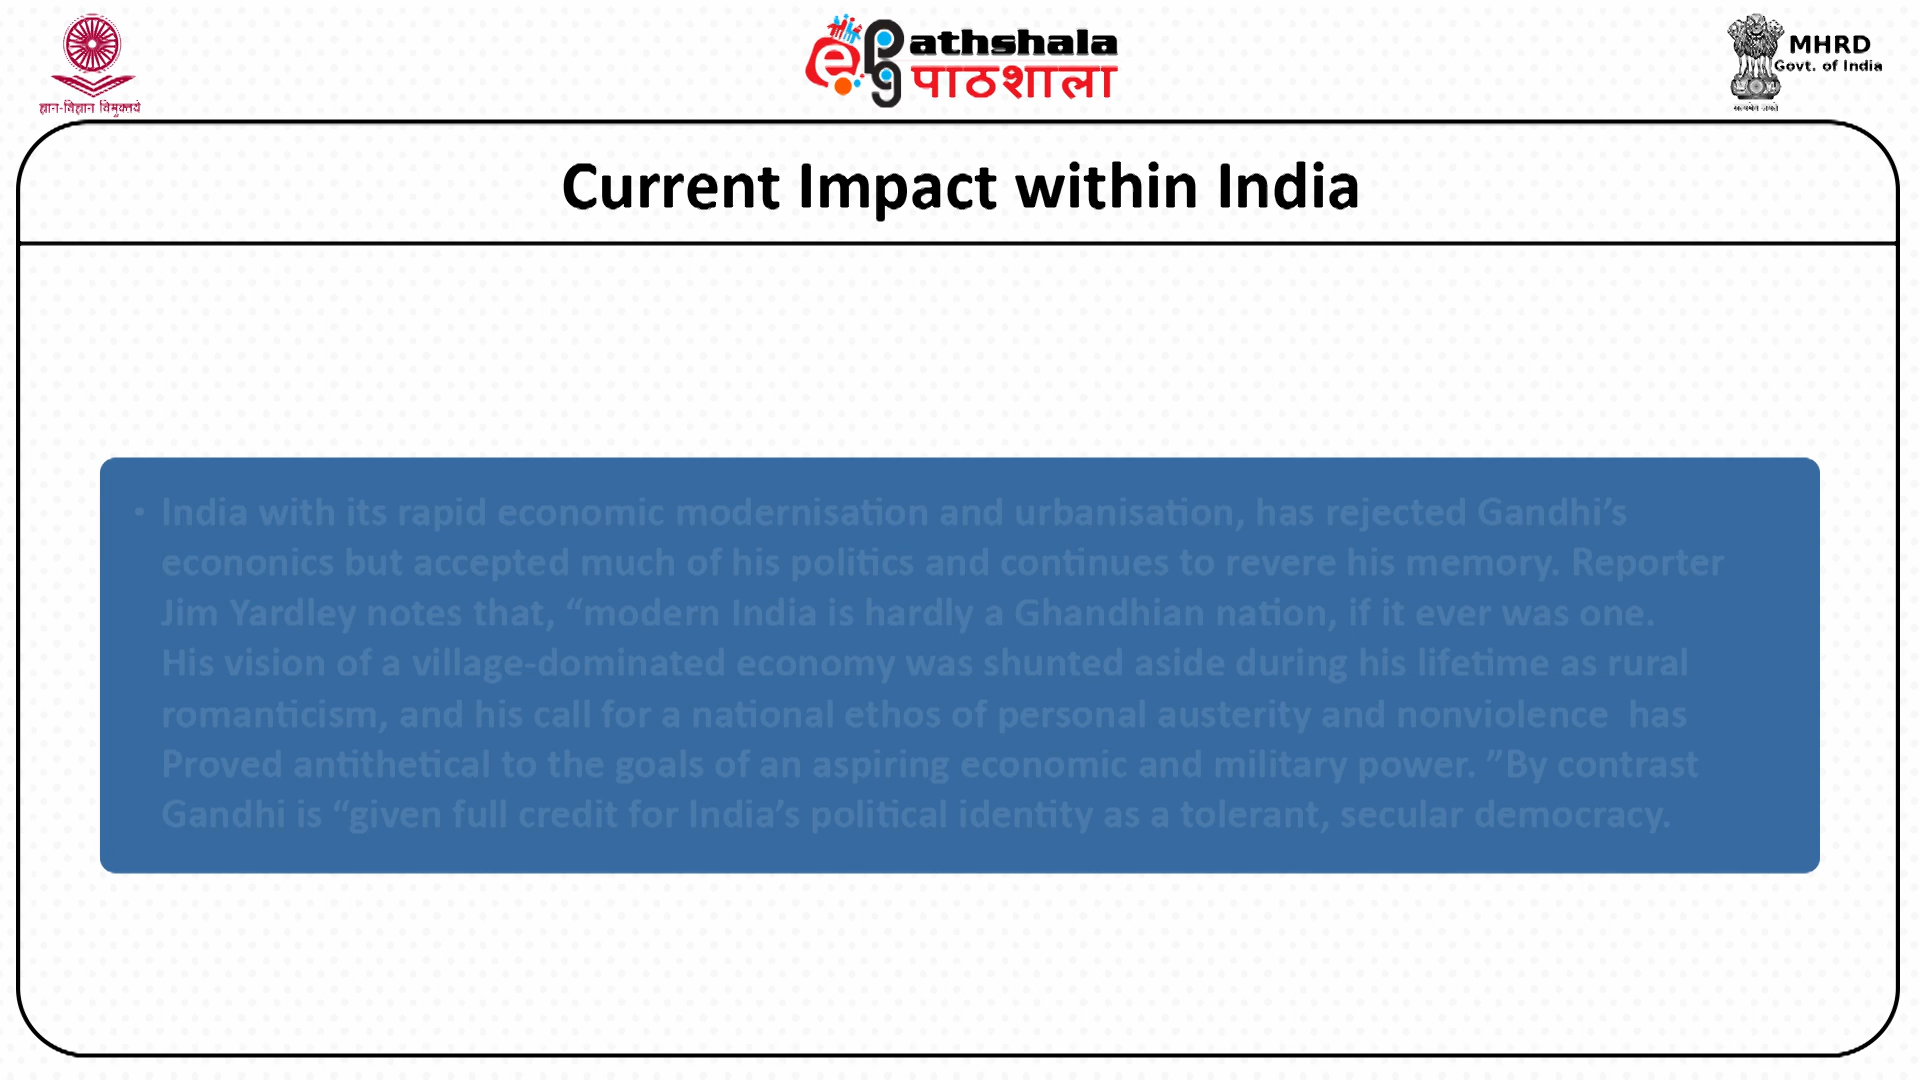 ज्ञान-विज्ञान विमुक्तये
e
pg
athshala
पाठशाला
MHRD
Govt. of India
सत्यमेव जयते
Current Impact within India
• India with its rapid economic modernisation and urbanisation, has rejected Gandhi’s
economics but accepted much of his politics and continues to revere his memory. Reporter
Jim Yardley notes that, “modern India is hardly a Ghandhian nation, if it ever was one.
His vision of a village-dominated economy was shunted aside during his lifetime as rural
romanticism, and his call for a national ethos of personal austerity and nonviolence  has
Proved antithetical to the goals of an aspiring economic and military power. ”By contrast
Gandhi is “given full credit for India’s political identity as a tolerant, secular democracy.